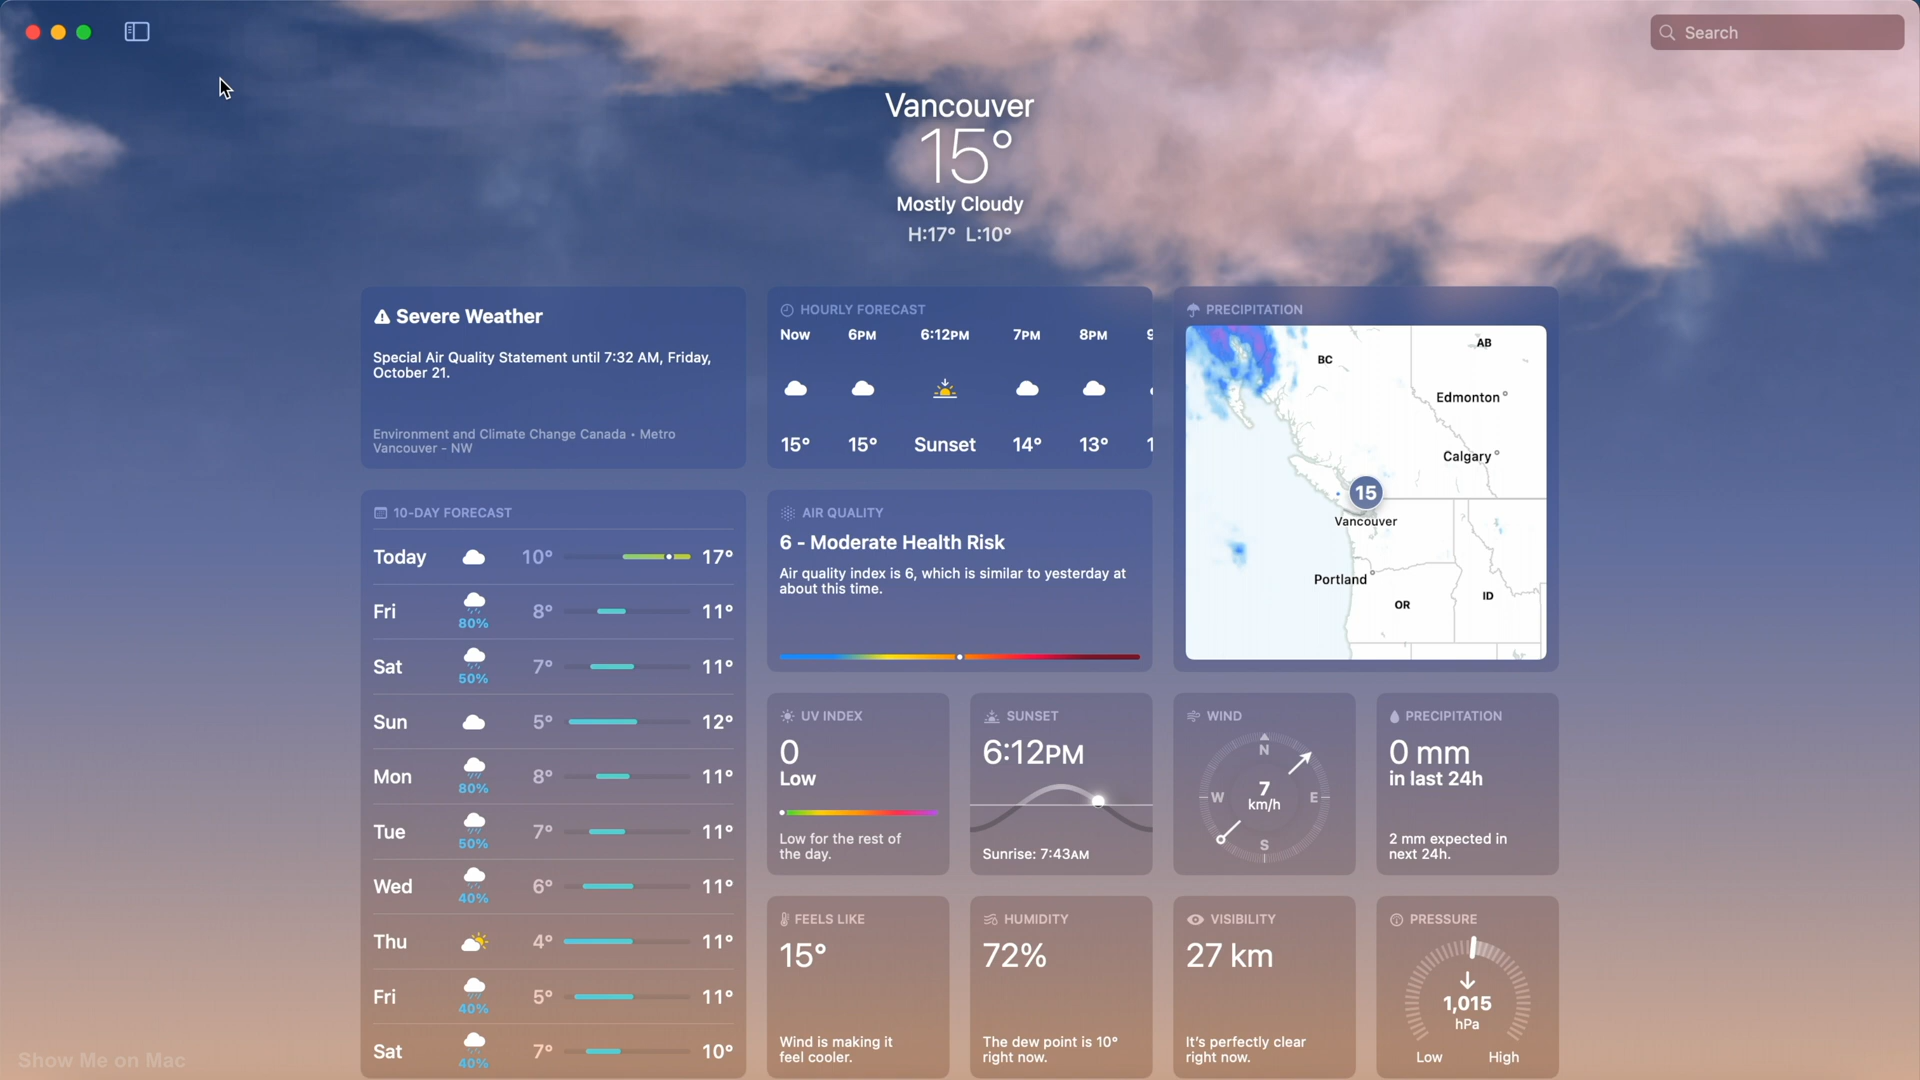 Search
Vancouver
15°
Mostly Cloudy
H:17° L:10°
Severe Weather
Special Air Quality Statement until 7:32 AM, Friday,
October 21.
Environment and Climate Change Canada • Metro
Vancouver - NW
HOURLY FORECAST
Now 6PM 6:12PM 7PM 8PM
15° 15° Sunset 14° 13°
PRECIPITATION
BC
AB
Edmonton
Calgary
15
Vancouver
Portland
OR
ID
10-DAY FORECAST
Today 10° 17°
Fri 80% 8° 11°
Sat 50% 7° 11°
Sun 5° 12°
Mon 80% 8° 11°
Tue 50% 7° 11°
Wed 40% 6° 11°
Thu 4° 11°
Fri 40% 5° 11°
Sat 40% 7° 10°
AIR QUALITY
6 - Moderate Health Risk
Air quality index is 6, which is similar to yesterday at
about this time.
UV INDEX
0
Low
Low for the rest of
the day.
SUNSET
6:12PM
Sunrise: 7:43AM
WIND
N
W
E
S
7
km/h
PRECIPITATION
0 mm
in last 24h
2 mm expected in
next 24h.
FEELS LIKE
15°
Wind is making it
feel cooler.
HUMIDITY
72%
The dew point is 10°
right now.
VISIBILITY
27 km
It's perfectly clear
right now.
PRESSURE
1,015
hPa
Low High
Show Me on Mac